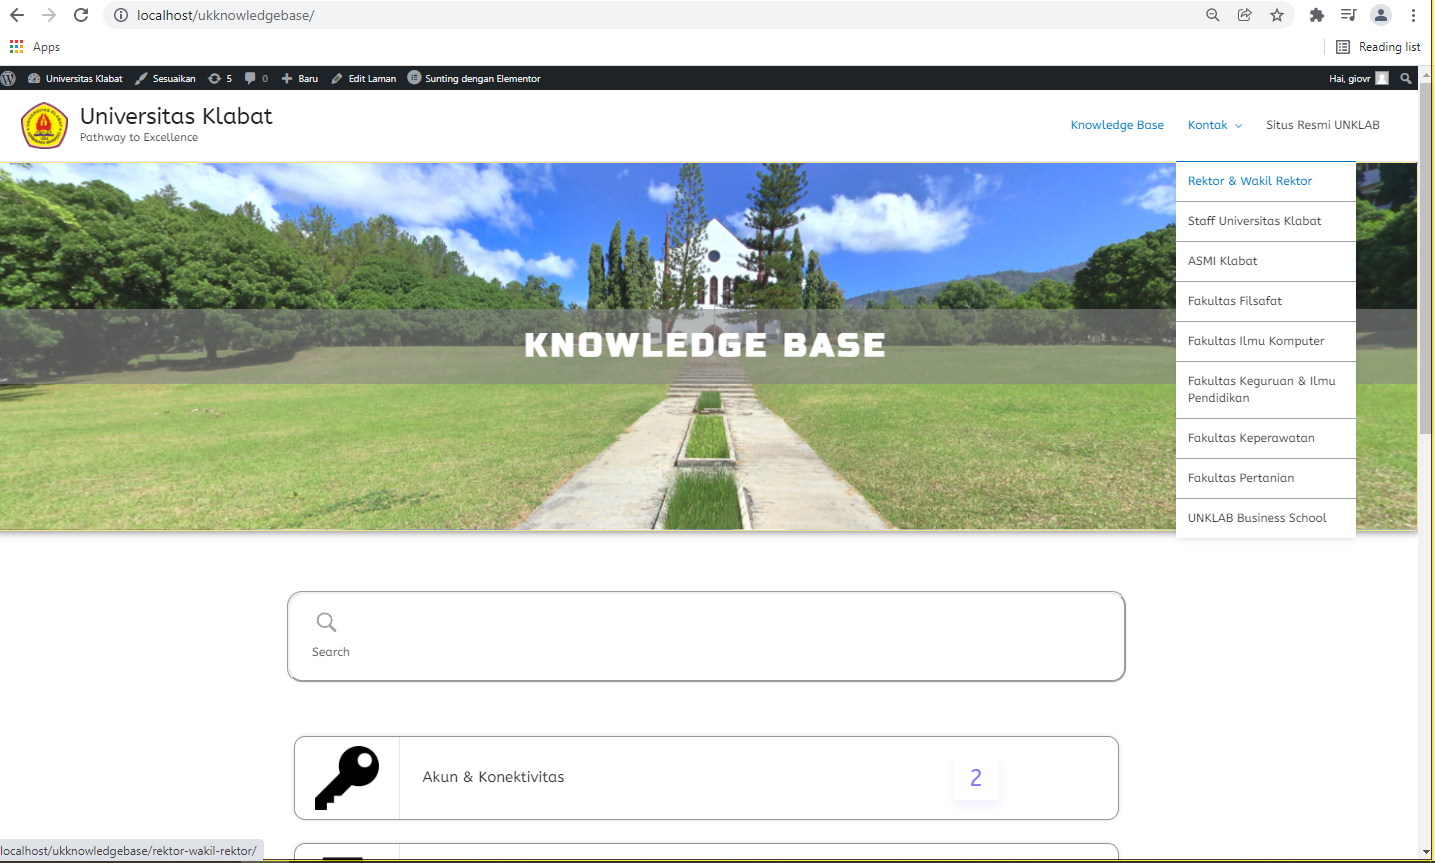 localhost/ukknowledgebase/
Apps
Reading list
Universitas Klabat
Sesuaikan
5
0
Baru
Edit Laman
Sunting dengan Elementor
Hai, giovr
Universitas Klabat
Pathway to Excellence
Knowledge Base
Kontak
Situs Resmi UNKLAB
Rektor & Wakil Rektor
Staff Universitas Klabat
ASMI Klabat
Fakultas Filsafat
Fakultas Ilmu Komputer
Fakultas Keguruan & Ilmu
Pendidikan
Fakultas Keperawatan
Fakultas Pertanian
UNKLAB Business School
KNOWLEDGE BASE
Search
Akun & Konektivitas
2
localhost/ukknowledgebase/rektor-wakil-rektor/